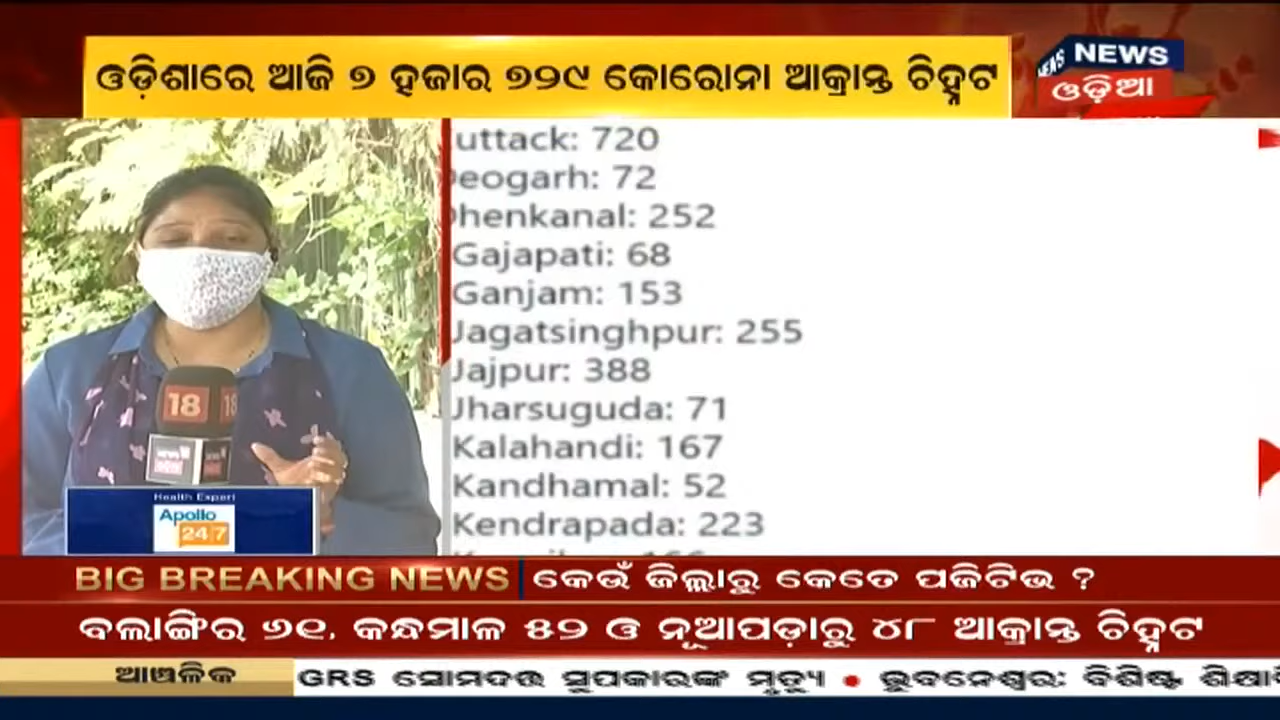 ଓଡ଼ିଶାରେ ଆଜି ୭ ହଜାର ୭୨୯ କୋରୋନା ଆକ୍ରାନ୍ତ ଚିହ୍ନଟ
NEWS
ଓଡ଼ିଆ
uttack: 720
eogarh: 72
Dhenkanal: 252
Gajapati: 68
Ganjam: 153
Jagatsinghpur: 255
Jajpur: 388
Jharsuguda: 71
Kalahandi: 167
Kandhamal: 52
Kendrapada: 223
18 18
Health Expert
Apollo
24|7
BIG BREAKING NEWS
କେଉଁ ଜିଲ୍ଲାରୁ କେତେ ପଜିଟିଭ ?
ବଲାଙ୍ଗିର ୬୧, କନ୍ଧମାଳ ୫୨ ଓ ନୂଆପଡ଼ାରୁ ୪୮ ଆକ୍ରାନ୍ତ ଚିହ୍ନଟ
ଆଞ୍ଚଳିକ
GRS ସୋମଦତ୍ତ ସୁପକାରଙ୍କ ମୃତ୍ୟୁ • ଭୁବନେଶ୍ୱର: ବିଶିଷ୍ଟ